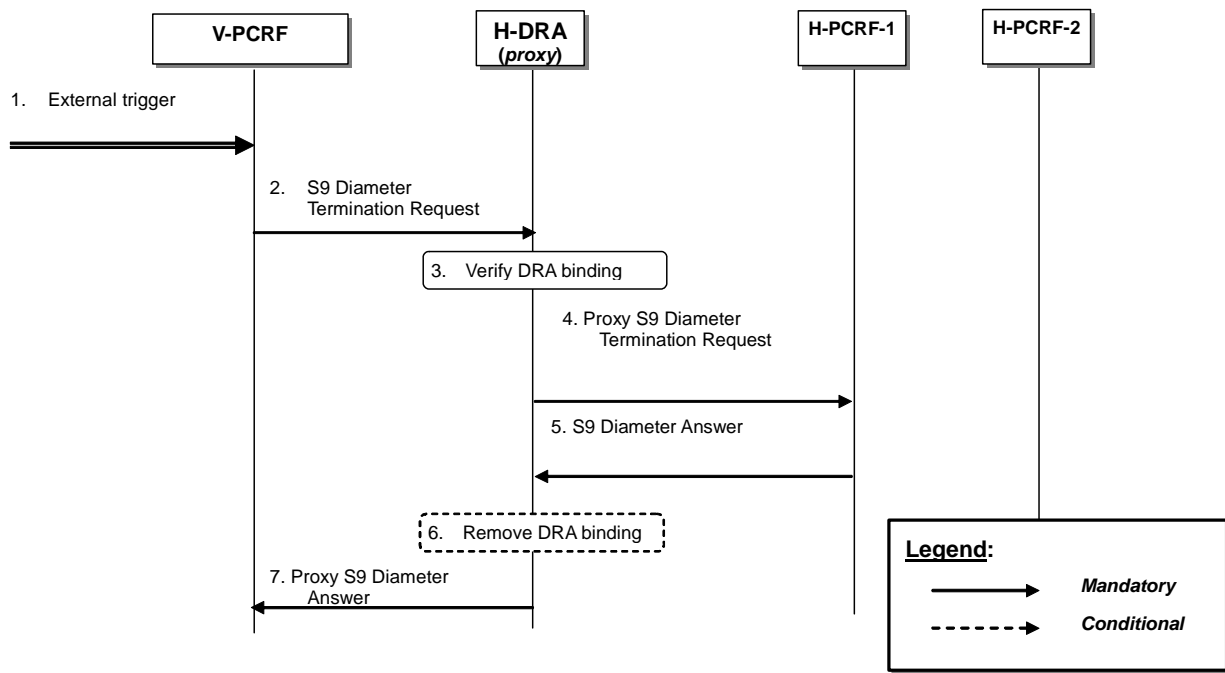 V-PCRF
H-DRA
(proxy)
H-PCRF-1
H-PCRF-2
1. External trigger
2. S9 Diameter
Termination Request
3. Verify DRA binding
4. Proxy S9 Diameter
Termination Request
5. S9 Diameter Answer
6. Remove DRA binding
7. Proxy S9 Diameter
Answer
Legend:
Mandatory
Conditional